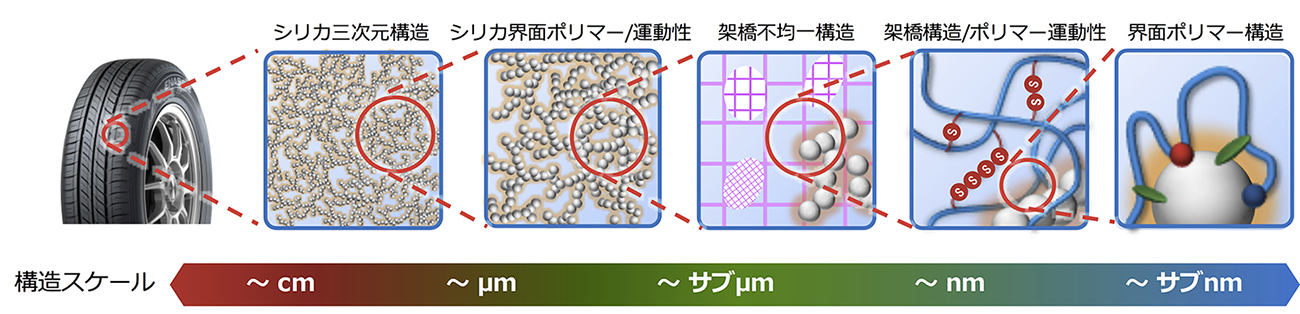 シリカ三次元構造
シリカ界面ポリマー/運動性
架橋不均一構造
架橋構造/ポリマー運動性
界面ポリマー構造
S
S
S
S
S
S
S
構造スケール
~ cm
~ μm
~ サブμm
~ nm
~ サブnm